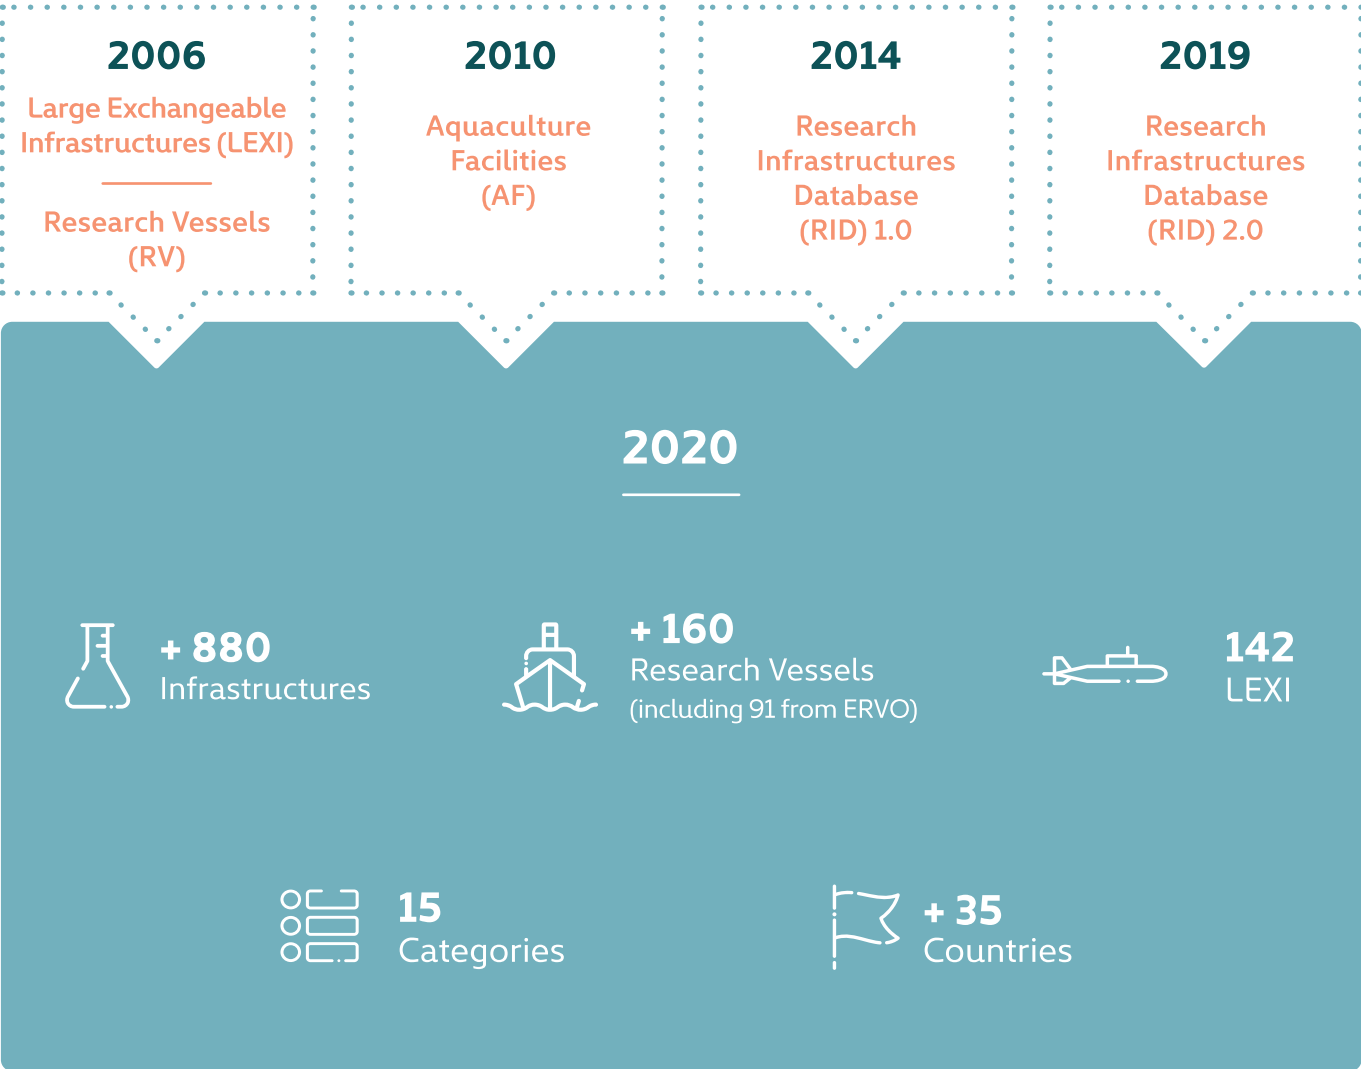 2006
Large Exchangeable
Infrastructures (LEXI)
Research Vessels
(RV)
2010
Aquaculture
Facilities
(AF)
2014
Research
Infrastructures
Database
(RID) 1.0
2019
Research
Infrastructures
Database
(RID) 2.0
2020
+ 880
Infrastructures
+ 160
Research Vessels
(including 91 from ERVO)
142
LEXI
15
Categories
+ 35
Countries